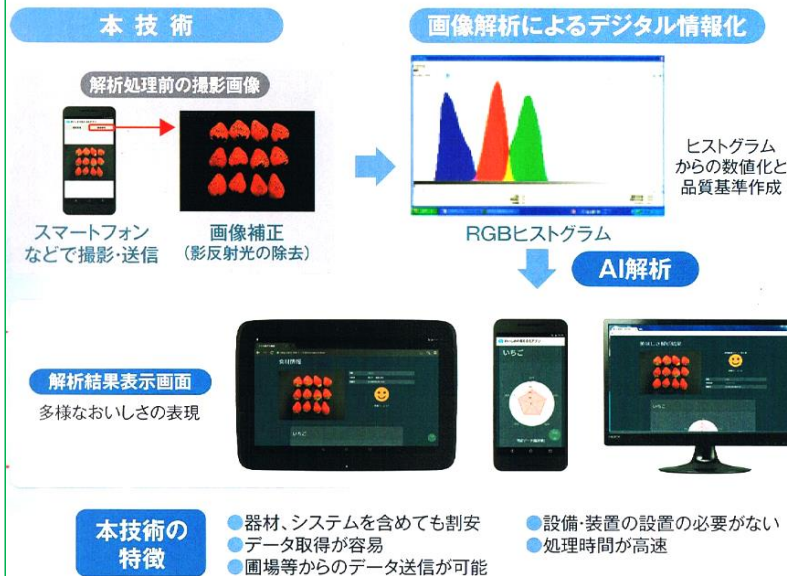 本技術
画像解析によるデジタル情報化
解析処理前の撮影画像
スマートフォン
などで撮影・送信
画像補正
(影反射光の除去)
RGBヒストグラム
ヒストグラム
からの数値化と
品質基準作成
AI解析
解析結果表示画面
多様なおいしさの表現
いちご
いちご
いちご
本技術の
特徴
●器材、システムを含めても割安
●データ取得が容易
●圃場等からのデータ送信が可能
●設備・装置の設置の必要がない
●処理時間が高速